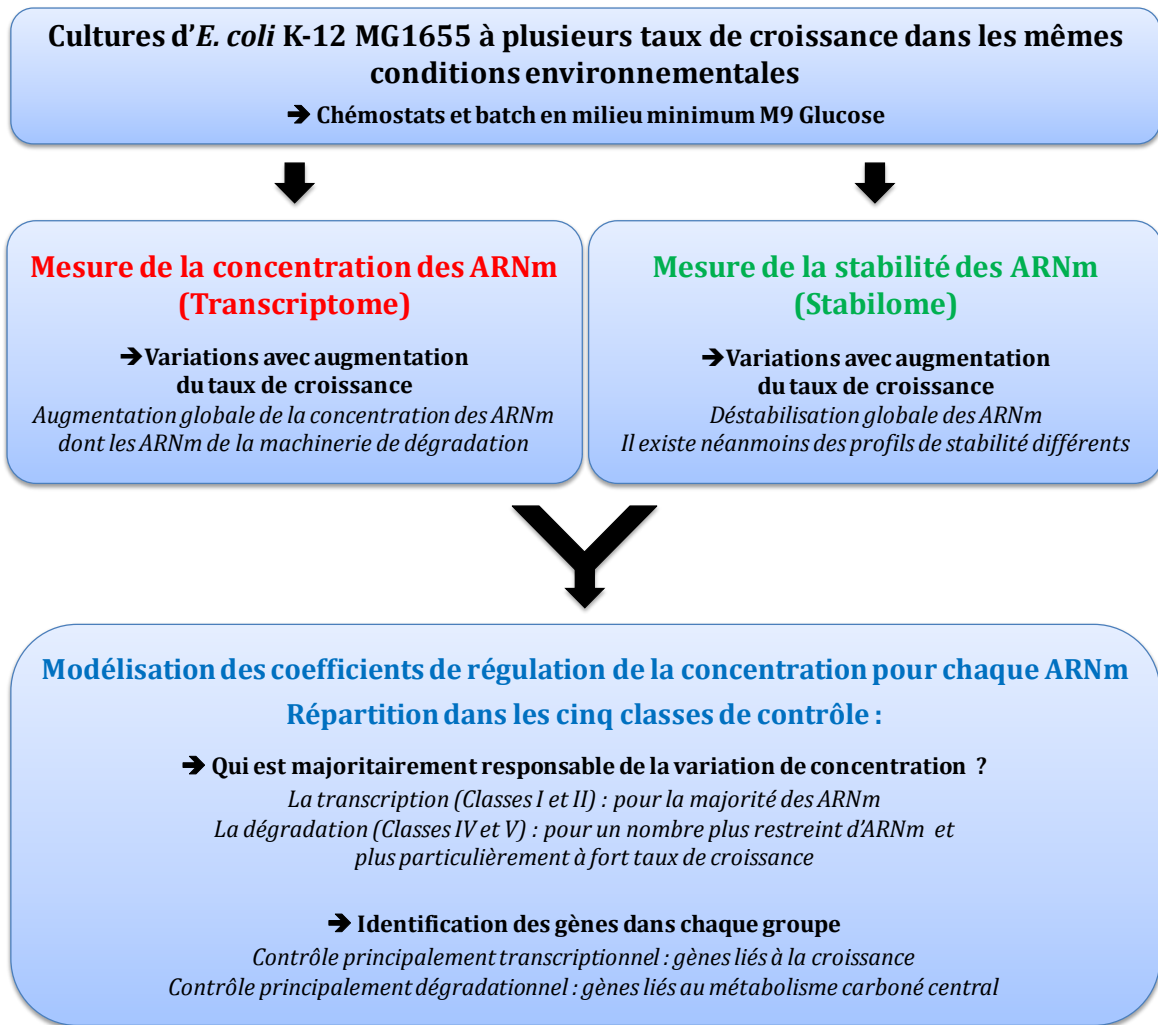 Cultures d’E. coli K-12 MG1655 à plusieurs taux de croissance dans les mêmes
conditions environnementales
➔ Chémostats et batch en milieu minimum M9 Glucose
Mesure de la concentration des ARNm
(Transcriptome)
➔Variations avec augmentation
du taux de croissance
Augmentation globale de la concentration des ARNm
dont les ARNm de la machinerie de dégradation
Mesure de la stabilité des ARNm
(Stabilome)
➔Variations avec augmentation
du taux de croissance
Déstabilisation globale des ARNm
Il existe néanmoins des profils de stabilité différents
Modélisation des coefficients de régulation de la concentration pour chaque ARNm
Répartition dans les cinq classes de contrôle :
➔ Qui est majoritairement responsable de la variation de concentration ?
La transcription (Classes I et II) : pour la majorité des ARNm
La dégradation (Classes IV et V) : pour un nombre plus restreint d’ARNm et
plus particulièrement à fort taux de croissance
➔ Identification des gènes dans chaque groupe
Contrôle principalement transcriptionnel : gènes liés à la croissance
Contrôle principalement dégradationnel : gènes liés au métabolisme carboné central